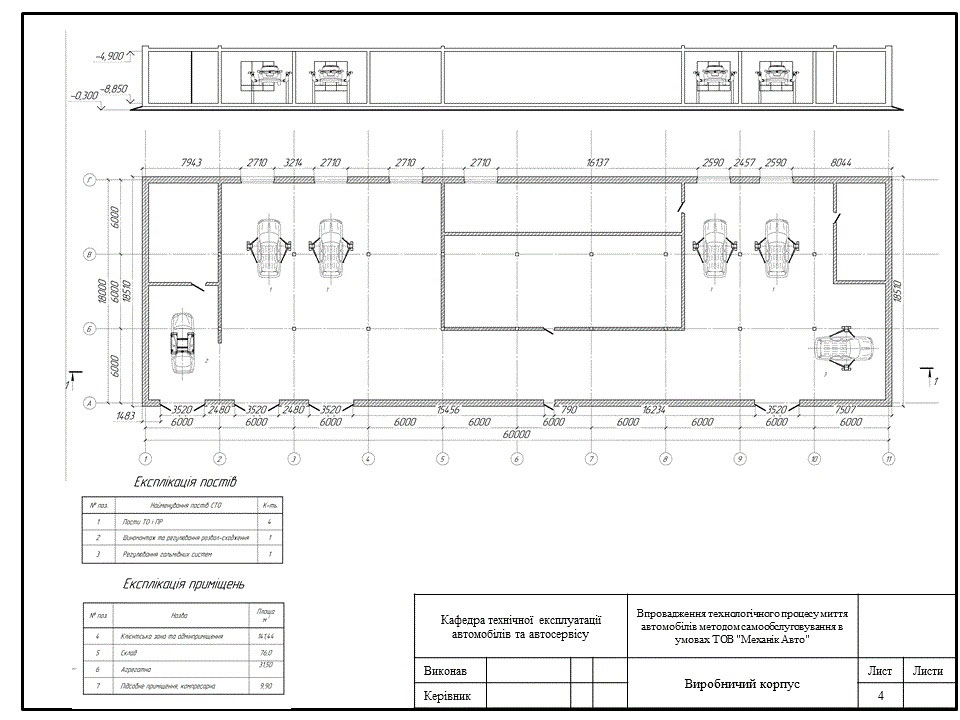 -4,900
-8,850
-0,300
7943 2710 3214 2710 2710 2710 16137 2590 2457 2590 8044
Г
В
Б
А
6000
6000
6000
18000
18510
18510
1
1
1
1
2
3
1
1
1483 3520 2480 3520 2480 3520 15456 790 16234 3520 7507
6000 6000 6000 6000 6000 6000 6000 6000 6000 6000
60000
1 2 3 4 5 6 7 8 9 10 11
Експлікація постів
№ поз. Найменування постів СТО К-ть
1 Пости ТО і ПР 4
2 Шиномонтаж та регулювання розвал-сходження 1
3 Регулювання гальмівних систем 1
Експлікація приміщень
№ поз. Назва Площа м²
4 Клієнтська зона та адмінприміщення 141,44
5 Склад 76,0
6 Агрегатна 31,50
7 Підсобне приміщення, компресорна 9,90
Кафедра технічної експлуатації
автомобілів та автосервісу
Впровадження технологічного процесу миття
автомобілів методом самообслуговування в
умовах ТОВ "Механік Авто"
Виконав
Керівник
Виробничий корпус
Лист Листи
4